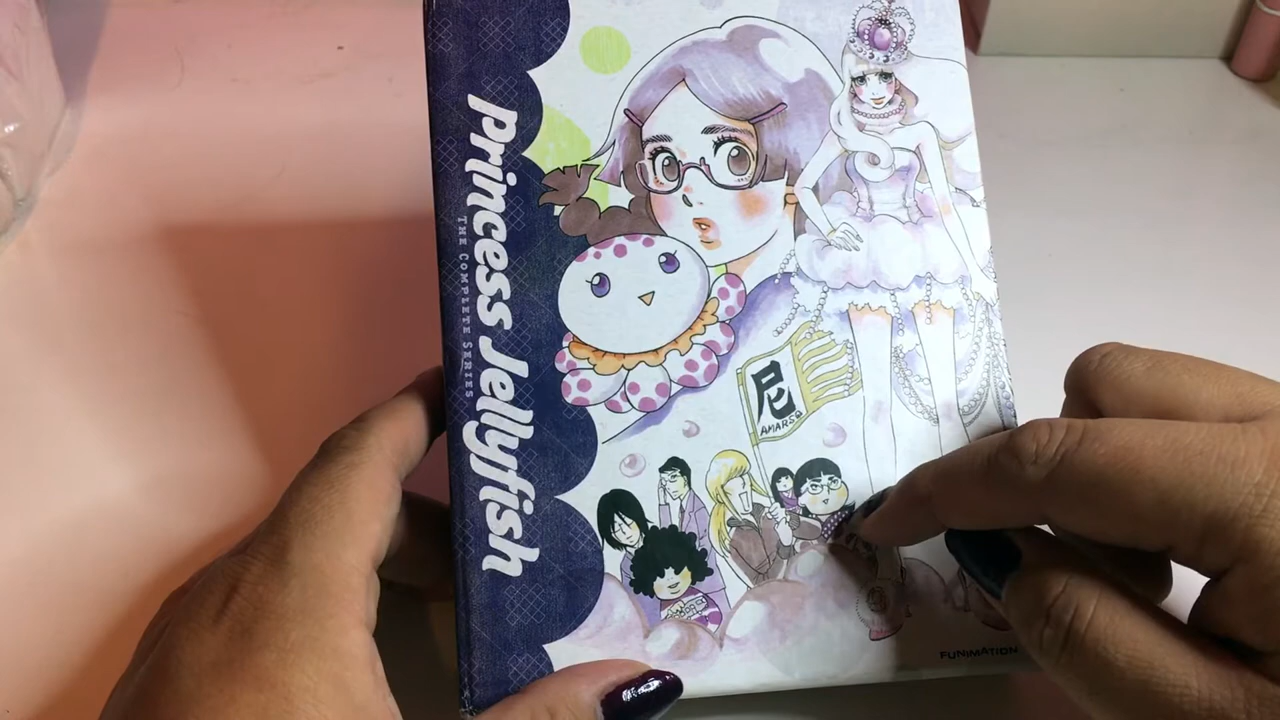 Princess Jellyfish
THE COMPLETE SERIES
尼
AMARS
FUNIMATION